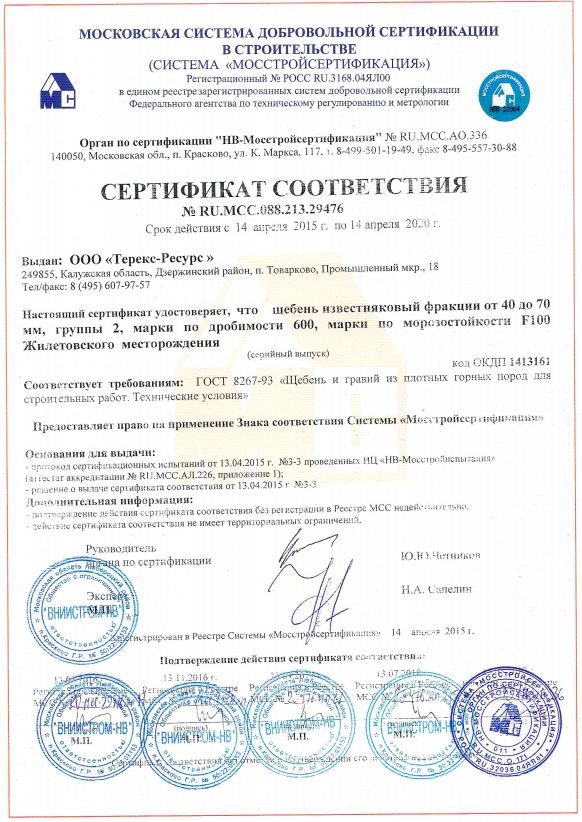 МОСКОВСКАЯ СИСТЕМА ДОБРОВОЛЬНОЙ СЕРТИФИКАЦИИ
В СТРОИТЕЛЬСТВЕ
(СИСТЕМА «МОССТРОЙСЕРТИФИКАЦИЯ»)
Регистрационный № РОСС RU.3168.04ЯЛ00
в едином реестрезарегистрированных систем добровольной сертификации
Федерального агентства по техническому регулированию и метрологии
МС
Орган по сертификации "НВ-Мосстройсертификация" № RU.MCC.АО.336
140050, Московская обл., п. Красково, ул. К. Маркса, 117. т. 8-499-501-19-49, факс 8-495-557-30-88
СЕРТИФИКАТ СООТВЕТСТВИЯ
№ RU.MCC.088.213.29476
Срок действия с 14 апреля 2015 г. по 14 апреля 2020 г.
Выдан: ООО «Терекс-Ресурс »
249855, Калужская область, Дзержинский район, п. Товарково, Промышленный мкр., 18
Тел/факс: 8 (495) 607-97-57
Настоящий сертификат удостоверяет, что щебень известняковый фракции от 40 до 70
мм, группы 2, марки по дробимости 600, марки по морозостойкости F100
Жилетовского месторождения
(серийный выпуск)
код ОКДП 1413161
Соответствует требованиям: ГОСТ 8267-93 «Щебень и гравий из плотных горных пород для
строительных работ. Технические условия»
Предоставляет право на применение Знака соответствия Системы «Мосстройсертификация»
Основания для выдачи:
- протокол сертификационных испытаний от 13.04.2015 г. №3-3 проведенных ИЦ «НВ-Мосстройиспытания»
(аттестат аккредитации № RU.MCC.АЛ.226, приложение 1);
- решение о выдаче сертификата соответствия от 13.04.2015 г. №3-3
Дополнительная информация:
- подтверждение действия сертификата соответствия без регистрации в Реестре МСС недействительно,
- действие сертификата соответствия не имеет территориальных ограничений.
Руководитель
органа по сертификации
Ю.Ю.Четников
Эксперт
Н.А. Сапелин
М.П.
"ВНИИСТРОМ-НВ"
Зарегистрирован в Реестре Системы «Мосстройсертификация» 14 апреля 2015 г.
Подтверждение действия сертификата соответствия:
13.11.2016 г.
"ВНИИСТРОМ-НВ"
"ВНИИСТРОМ-НВ"
"ВНИИСТРОМ-НВ"
"ВНИИСТРОМ-НВ"
М.П.
М.П.
М.П.
М.П.